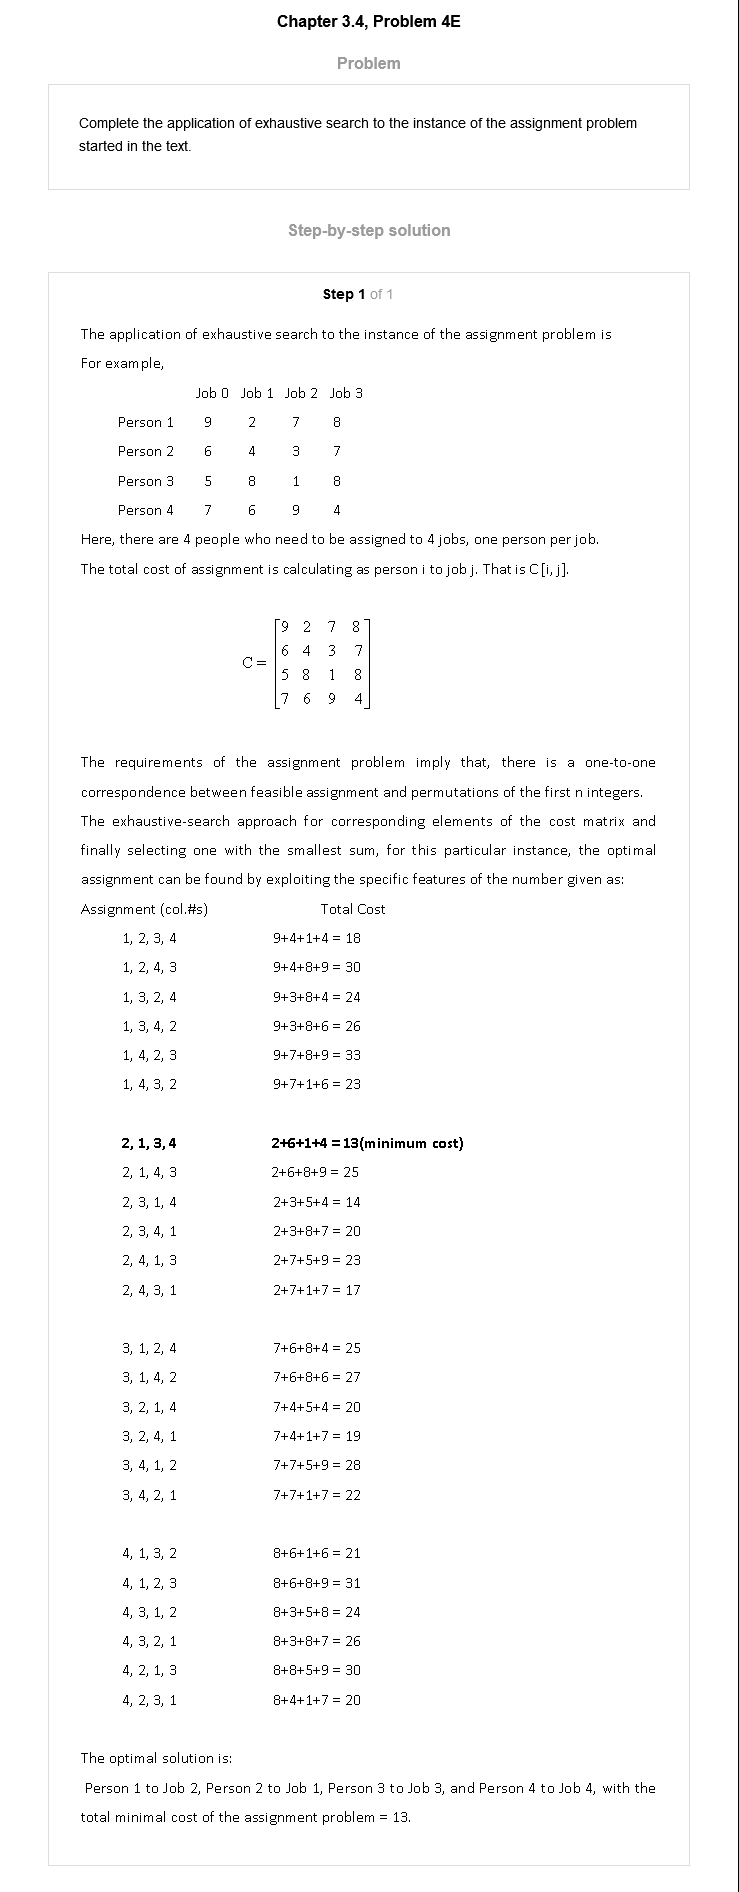 Chapter 3.4, Problem 4E
Problem
Complete the application of exhaustive search to the instance of the assignment problem
started in the text.
Step-by-step solution
Step 1 of 1
The application of exhaustive search to the instance of the assignment problem is
For example,
Job 0 Job 1 Job 2 Job 3
Person 1 9 2 7 8
Person 2 6 4 3 7
Person 3 5 8 1 8
Person 4 7 6 9 4
Here, there are 4 people who need to be assigned to 4 jobs, one person per job.
The total cost of assignment is calculating as person i to job j. That is C[i, j].
9 2 7 8
6 4 3 7
C =
5 8 1 8
7 6 9 4
The requirements of the assignment problem imply that, there is a one-to-one
correspondence between feasible assignment and permutations of the first n integers.
The exhaustive-search approach for corresponding elements of the cost matrix and
finally selecting one with the smallest sum, for this particular instance, the optimal
assignment can be found by exploiting the specific features of the number given as:
Assignment (col.#s) Total Cost
1, 2, 3, 4 9+4+1+4 = 18
1, 2, 4, 3 9+4+8+9 = 30
1, 3, 2, 4 9+3+8+4 = 24
1, 3, 4, 2 9+3+8+6 = 26
1, 4, 2, 3 9+7+8+9 = 33
1, 4, 3, 2 9+7+1+6 = 23
2, 1, 3, 4 2+6+1+4 = 13(minimum cost)
2, 1, 4, 3 2+6+8+9 = 25
2, 3, 1, 4 2+3+5+4 = 14
2, 3, 4, 1 2+3+8+7 = 20
2, 4, 1, 3 2+7+5+9 = 23
2, 4, 3, 1 2+7+1+7 = 17
3, 1, 2, 4 7+6+8+4 = 25
3, 1, 4, 2 7+6+8+6 = 27
3, 2, 1, 4 7+4+5+4 = 20
3, 2, 4, 1 7+4+1+7 = 19
3, 4, 1, 2 7+7+5+9 = 28
3, 4, 2, 1 7+7+1+7 = 22
4, 1, 3, 2 8+6+1+6 = 21
4, 1, 2, 3 8+6+8+9 = 31
4, 3, 1, 2 8+3+5+8 = 24
4, 3, 2, 1 8+3+8+7 = 26
4, 2, 1, 3 8+8+5+9 = 30
4, 2, 3, 1 8+4+1+7 = 20
The optimal solution is:
Person 1 to Job 2, Person 2 to Job 1, Person 3 to Job 3, and Person 4 to Job 4, with the
total minimal cost of the assignment problem = 13.